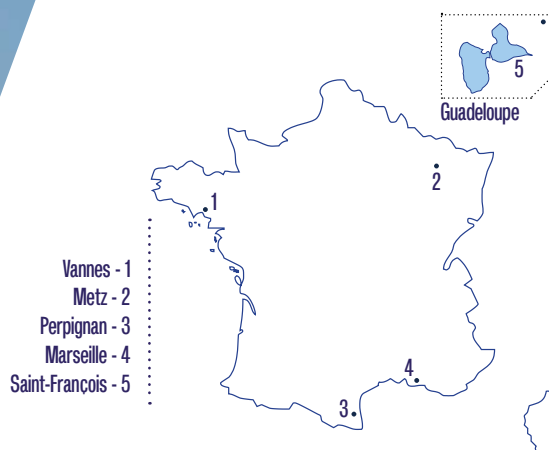 5
Guadeloupe
2
1
Vannes - 1
Metz - 2
Perpignan - 3
Marseille - 4
Saint-François - 5
4
3